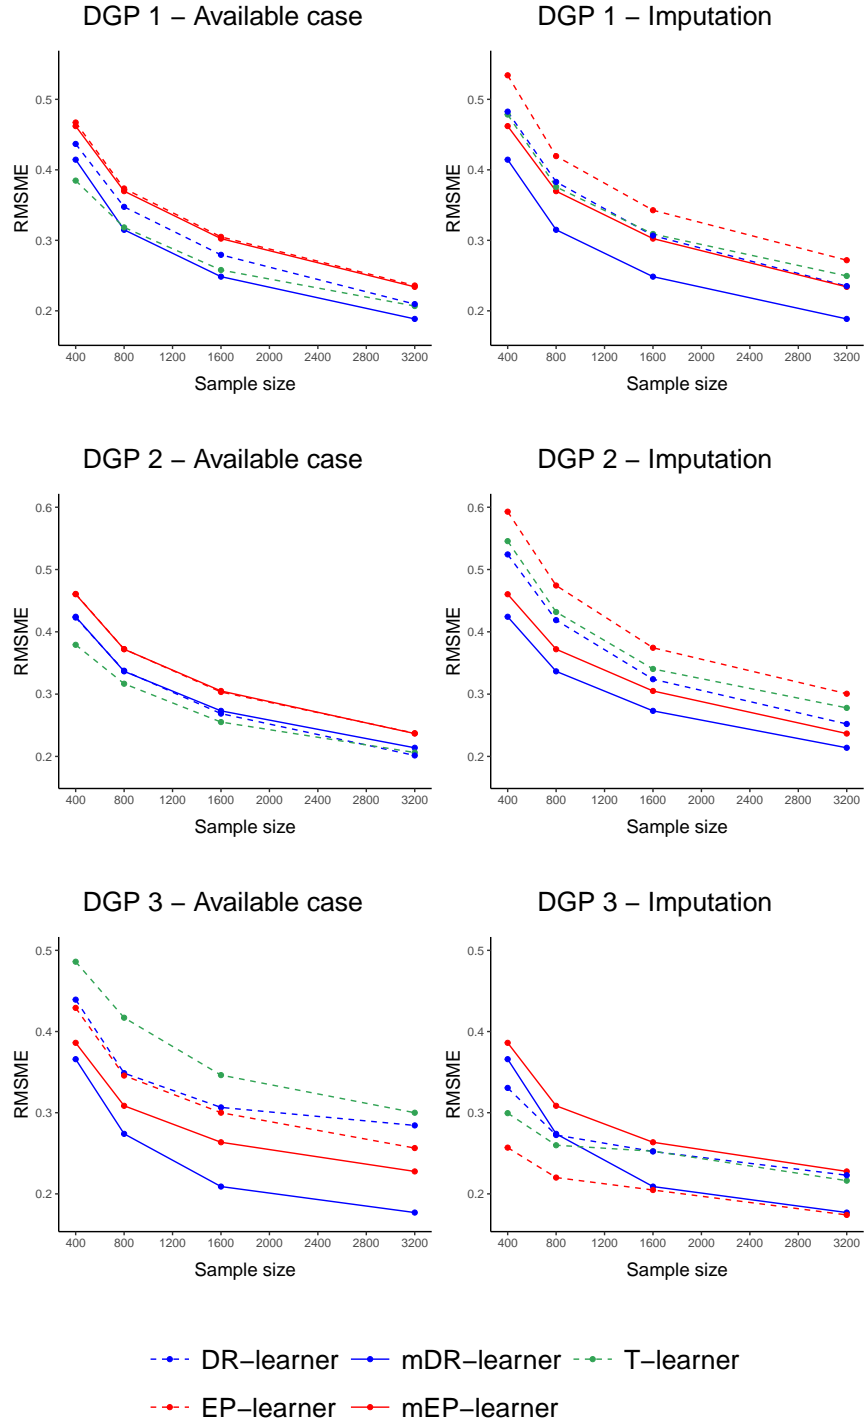 DGP 1 − Available case
DGP 1 − Imputation
RMSME
0.5
0.4
0.3
0.2
400 800 1200 1600 2000 2400 2800 3200
Sample size
RMSME
0.5
0.4
0.3
0.2
400 800 1200 1600 2000 2400 2800 3200
Sample size
DGP 2 − Available case
DGP 2 − Imputation
RMSME
0.6
0.5
0.4
0.3
0.2
400 800 1200 1600 2000 2400 2800 3200
Sample size
RMSME
0.6
0.5
0.4
0.3
0.2
400 800 1200 1600 2000 2400 2800 3200
Sample size
DGP 3 − Available case
DGP 3 − Imputation
RMSME
0.5
0.4
0.3
0.2
400 800 1200 1600 2000 2400 2800 3200
Sample size
RMSME
0.5
0.4
0.3
0.2
400 800 1200 1600 2000 2400 2800 3200
Sample size
DR−learner mDR−learner T−learner
EP−learner mEP−learner